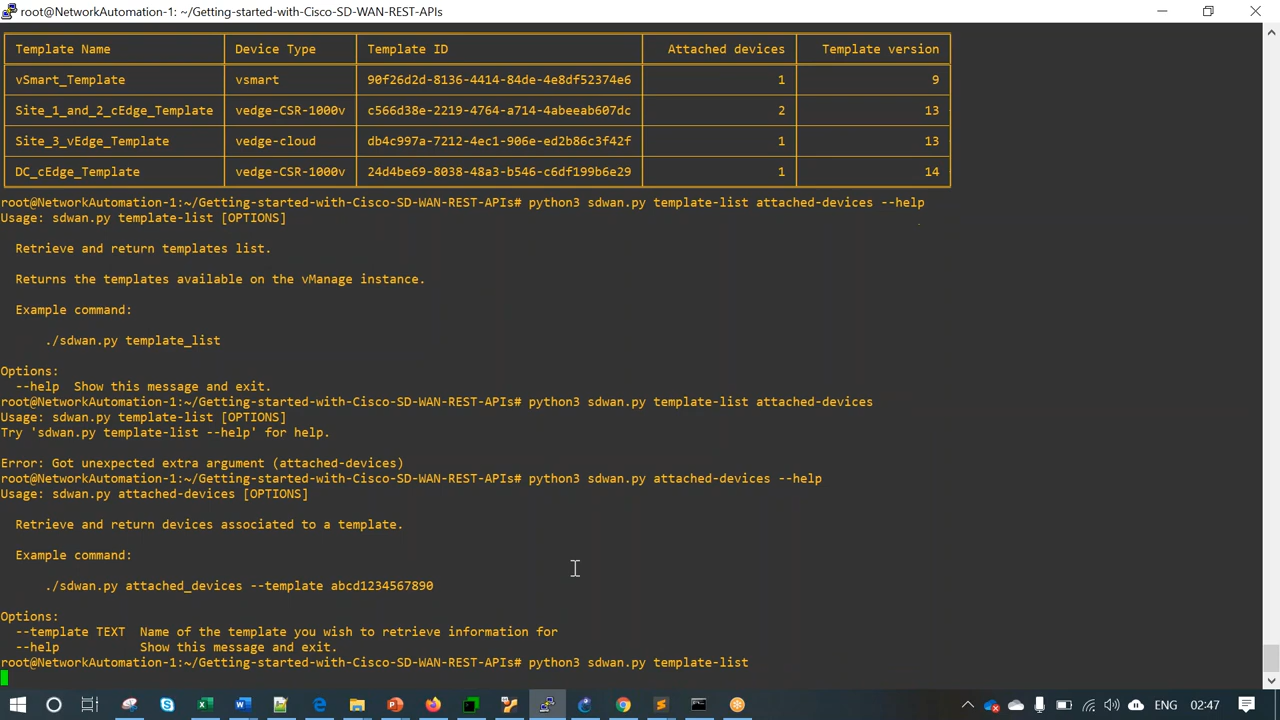 root@NetworkAutomation-1: ~/Getting-started-with-Cisco-SD-WAN-REST-APIs
Template Name Device Type Template ID Attached devices Template version
vSmart_Template vsmart 90f26d2d-8136-4414-84de-4e8df52374e6 1 9
Site_1_and_2_cEdge_Template vedge-CSR-1000v c566d38e-2219-4764-a714-4abeeab607dc 2 13
Site_3_vEdge_Template vedge-cloud db4c997a-7212-4ec1-906e-ed2b86c3f42f 1 13
DC_cEdge_Template vedge-CSR-1000v 24d4be69-8038-48a3-b546-c6df199b6e29 1 14
root@NetworkAutomation-1:~/Getting-started-with-Cisco-SD-WAN-REST-APIs# python3 sdwan.py template-list attached-devices --help
Usage: sdwan.py template-list [OPTIONS]
Retrieve and return templates list.
Returns the templates available on the vManage instance.
Example command:
./sdwan.py template_list
Options:
--help Show this message and exit.
root@NetworkAutomation-1:~/Getting-started-with-Cisco-SD-WAN-REST-APIs# python3 sdwan.py template-list attached-devices
Usage: sdwan.py template-list [OPTIONS]
Try 'sdwan.py template-list --help' for help.
Error: Got unexpected extra argument (attached-devices)
root@NetworkAutomation-1:~/Getting-started-with-Cisco-SD-WAN-REST-APIs# python3 sdwan.py attached-devices --help
Usage: sdwan.py attached-devices [OPTIONS]
Retrieve and return devices associated to a template.
Example command:
./sdwan.py attached_devices --template abcd1234567890
Options:
--template TEXT Name of the template you wish to retrieve information for
--help Show this message and exit.
root@NetworkAutomation-1:~/Getting-started-with-Cisco-SD-WAN-REST-APIs# python3 sdwan.py template-list
ENG 02:47